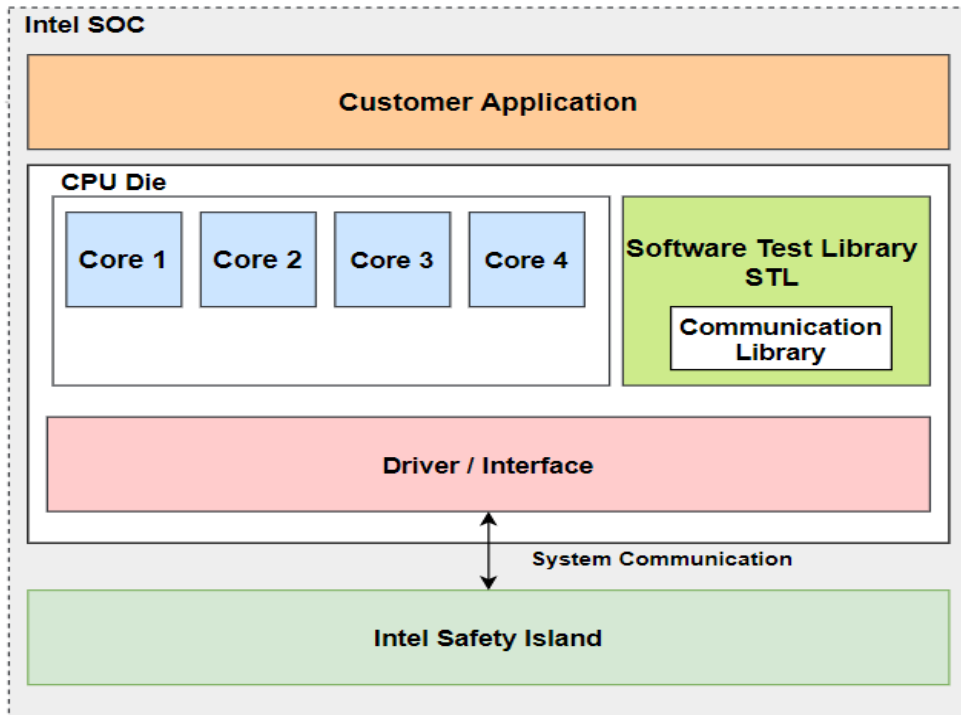 Intel SOC
Customer Application
CPU Die
Core 1
Core 2
Core 3
Core 4
Software Test Library
STL
Communication
Library
Driver / Interface
System Communication
Intel Safety Island